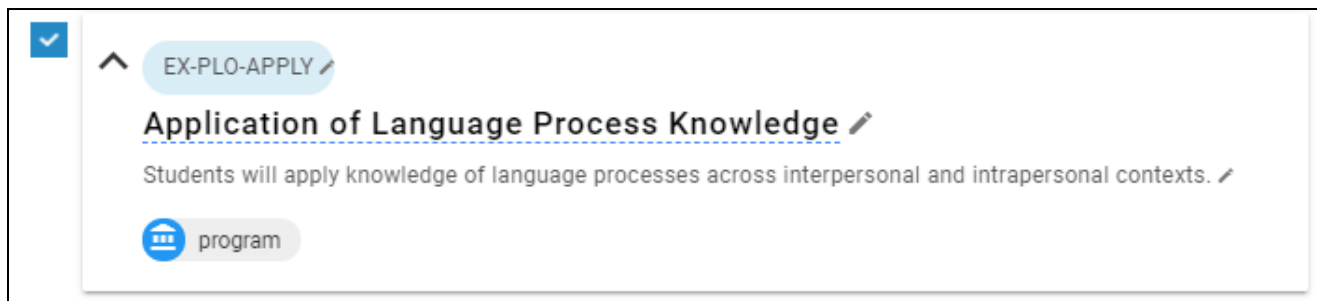 EX-PLO-APPLY
Application of Language Process Knowledge
Students will apply knowledge of language processes across interpersonal and intrapersonal contexts.
program